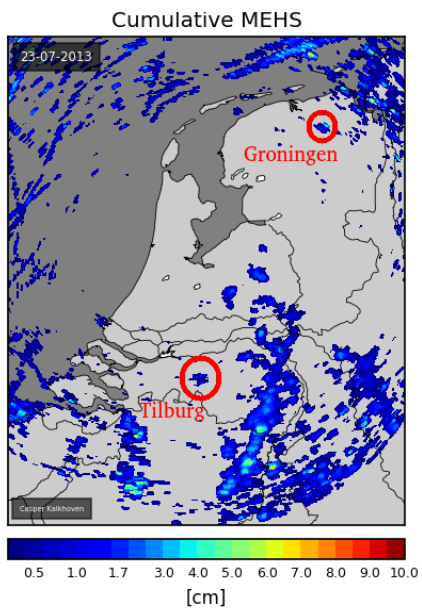 Cumulative MEHS
23-07-2013
Groningen
Tilburg
Casper Kalkhoven
0.5 1.0 1.7 3.0 4.0 5.0 6.0 7.0 8.0 9.0 10.0
[cm]